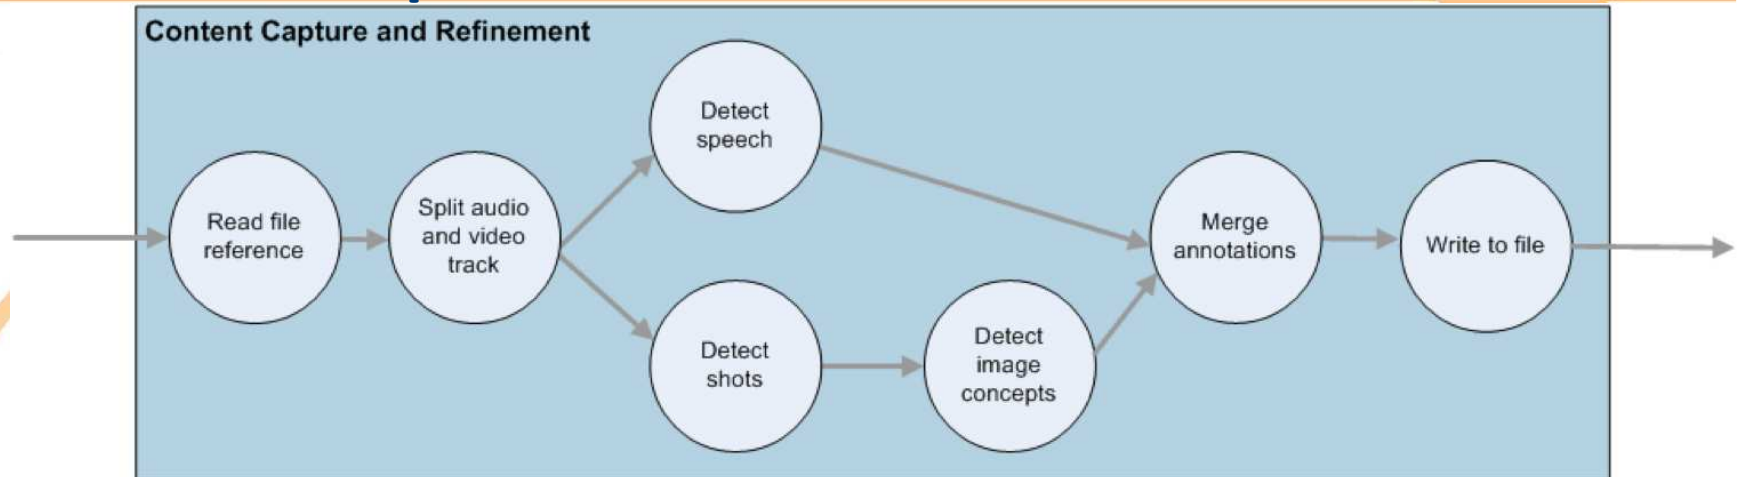 Content Capture and Refinement
Detect
speech
Read file
reference
Split audio
and video
track
Detect
shots
Detect
image
concepts
Merge
annotations
Write to file